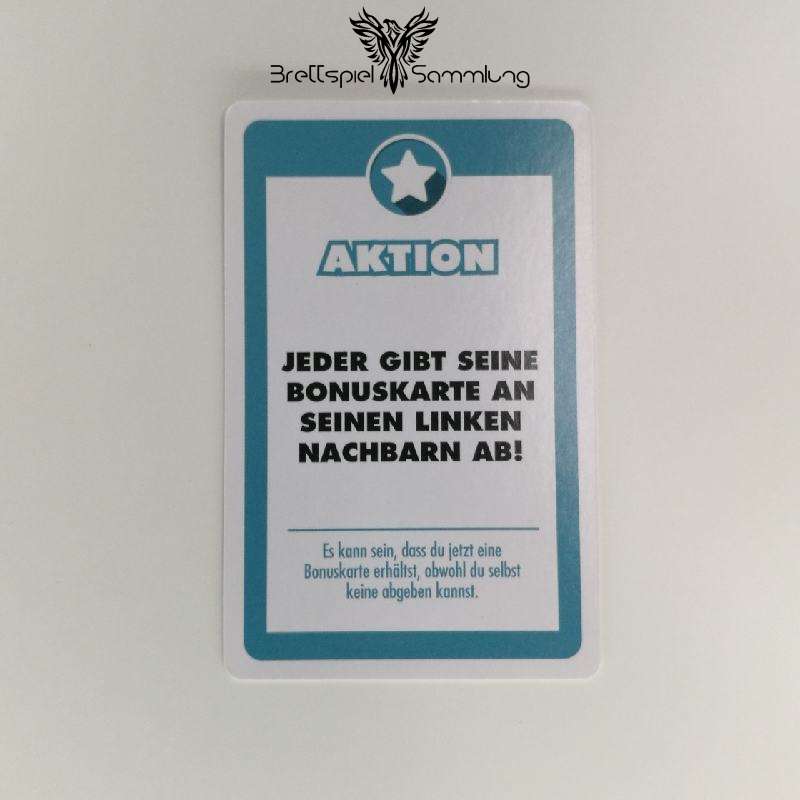 Brettspiel Sammlung
AKTION
JEDER GIBT SEINE
BONUSKARTE AN
SEINEN LINKEN
NACHBARN AB!
Es kann sein, dass du jetzt eine
Bonuskarte erhältst, obwohl du selbst
keine abgeben kannst.